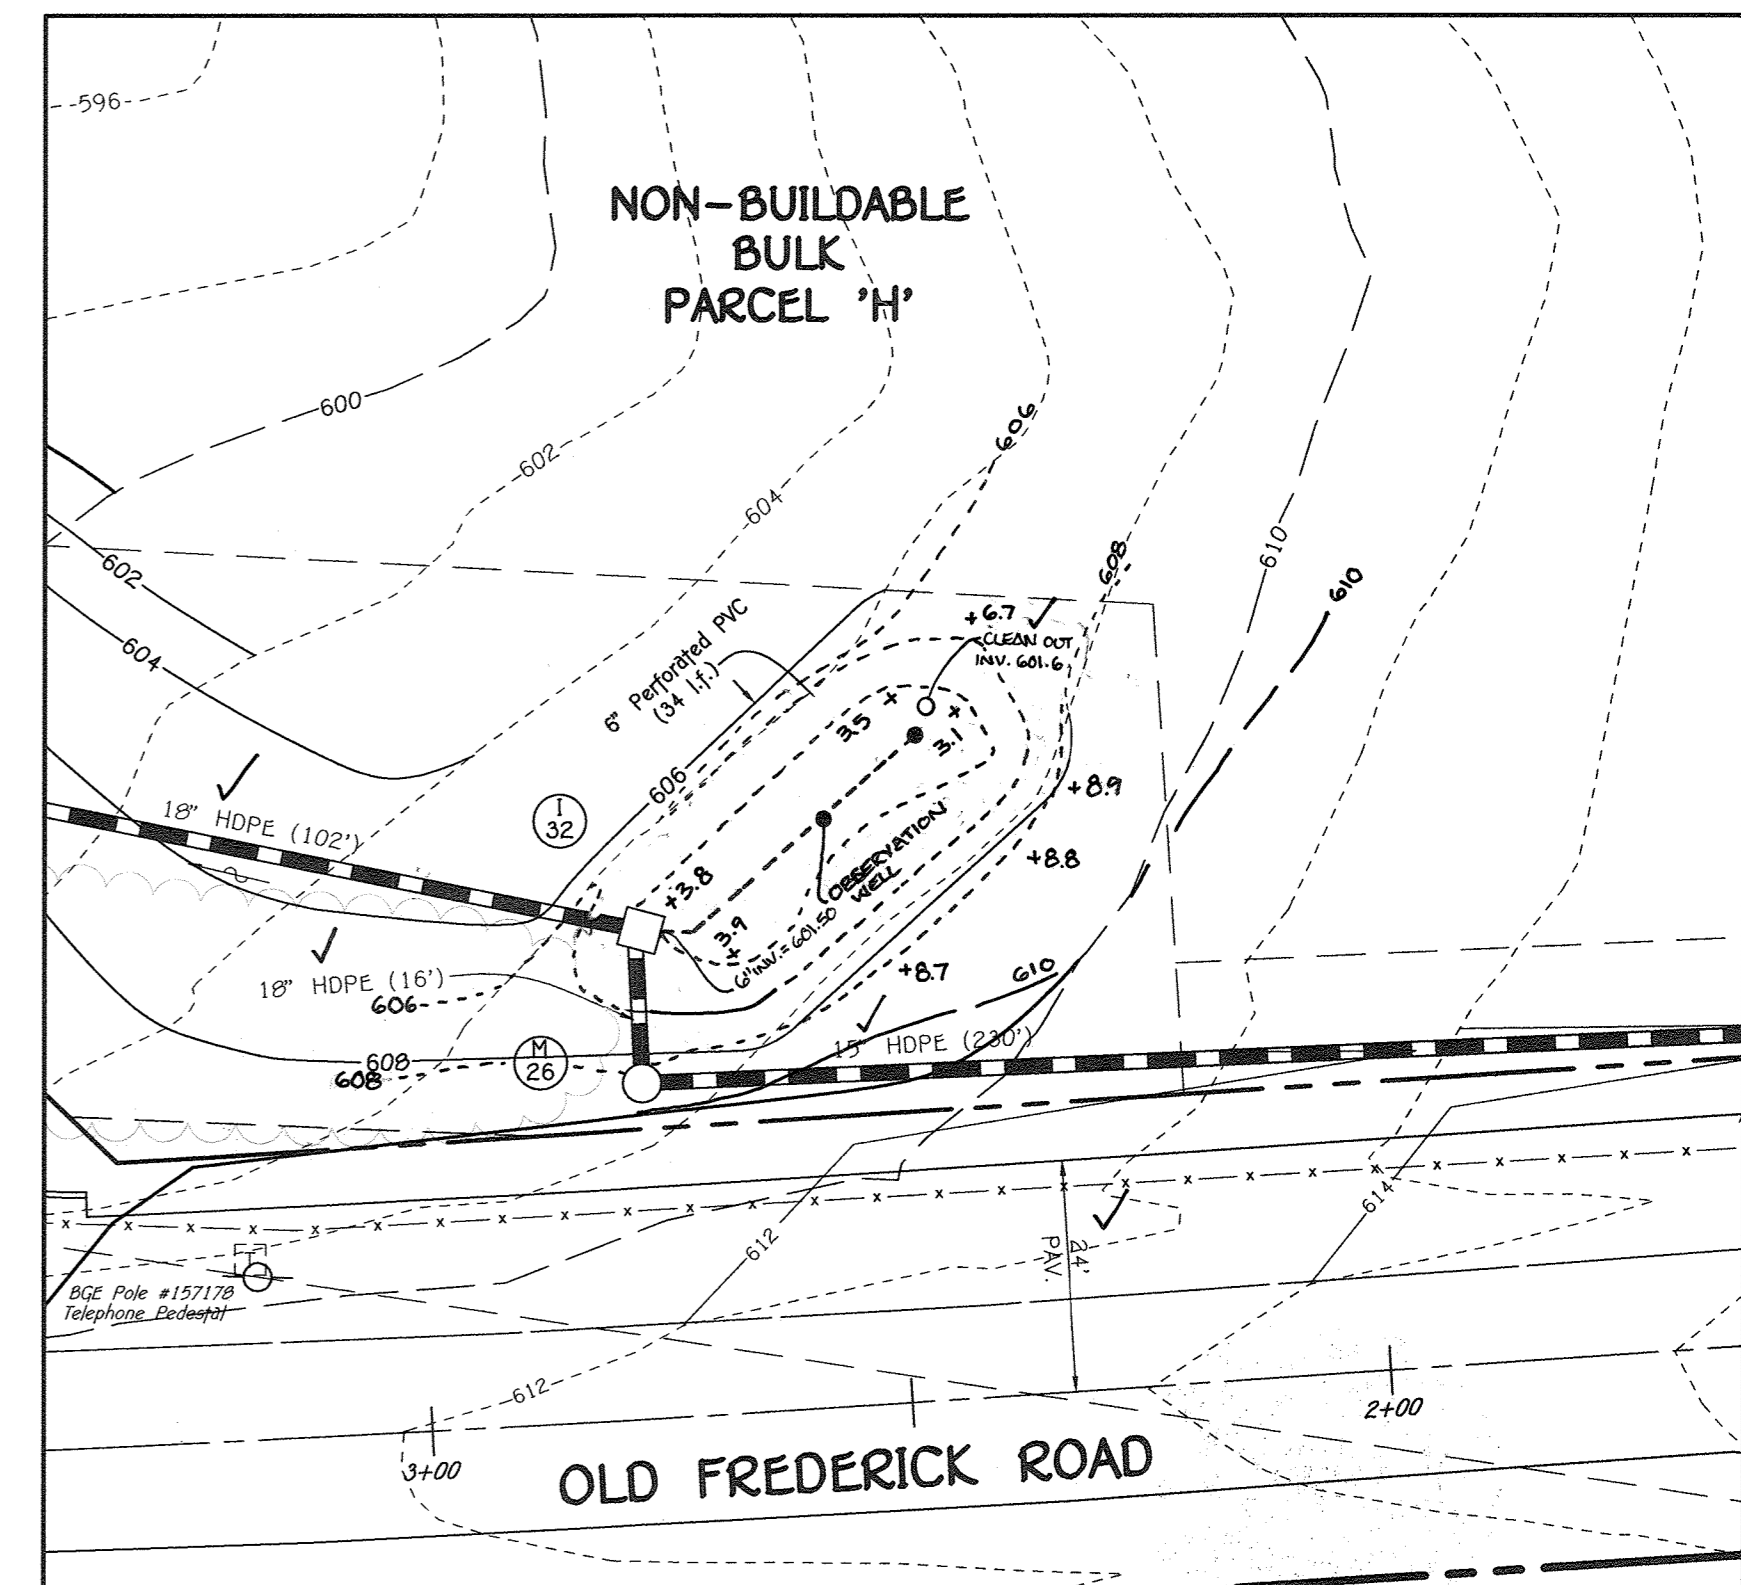 -596-
NON-BUILDABLE
BULK
PARCEL 'H'
600
606
602
604
602
610
608
610
604
6" Perforated PVC
(34 l.f.)
+6.7
CLEAN OUT
INV. 601.6
3.5 +
+
3.1
606
+8.9
18" HDPE (102')
I
32
OBSERVATION
WELL
+8.8
+3.8
3.9
+
6" INV.= 601.50
+8.7
610
18" HDPE (16')
606
15" HDPE (230')
608
608
M
26
614
612
24'
PAV.
T
BGE Pole #157178
Telephone Pedestal
612
2+00
3+00
OLD FREDERICK ROAD